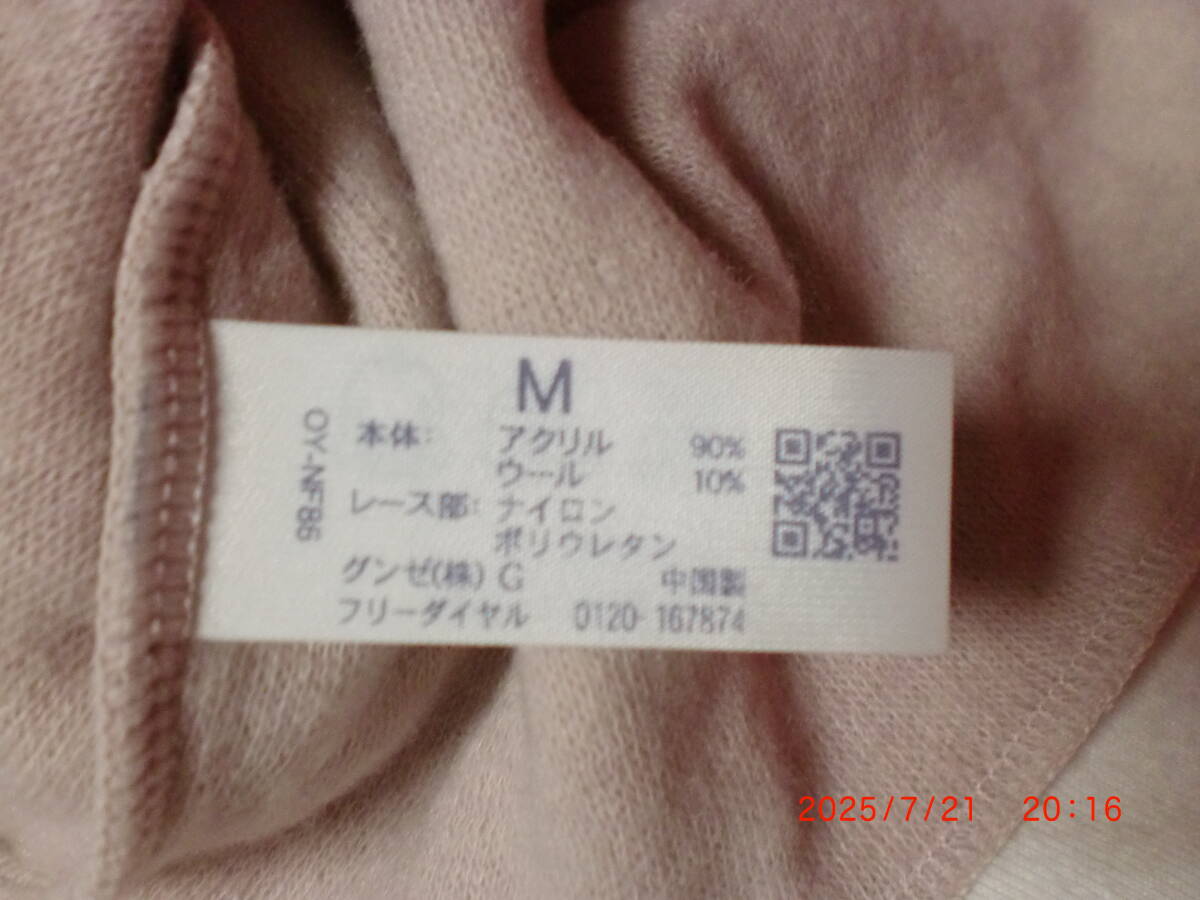 M
本体: アクリル 90%
ウール 10%
レース部: ナイロン
ポリウレタン
グンゼ(株) G 中国製
フリーダイヤル 0120-167874
OY-NF86
2025/7/21 20:16